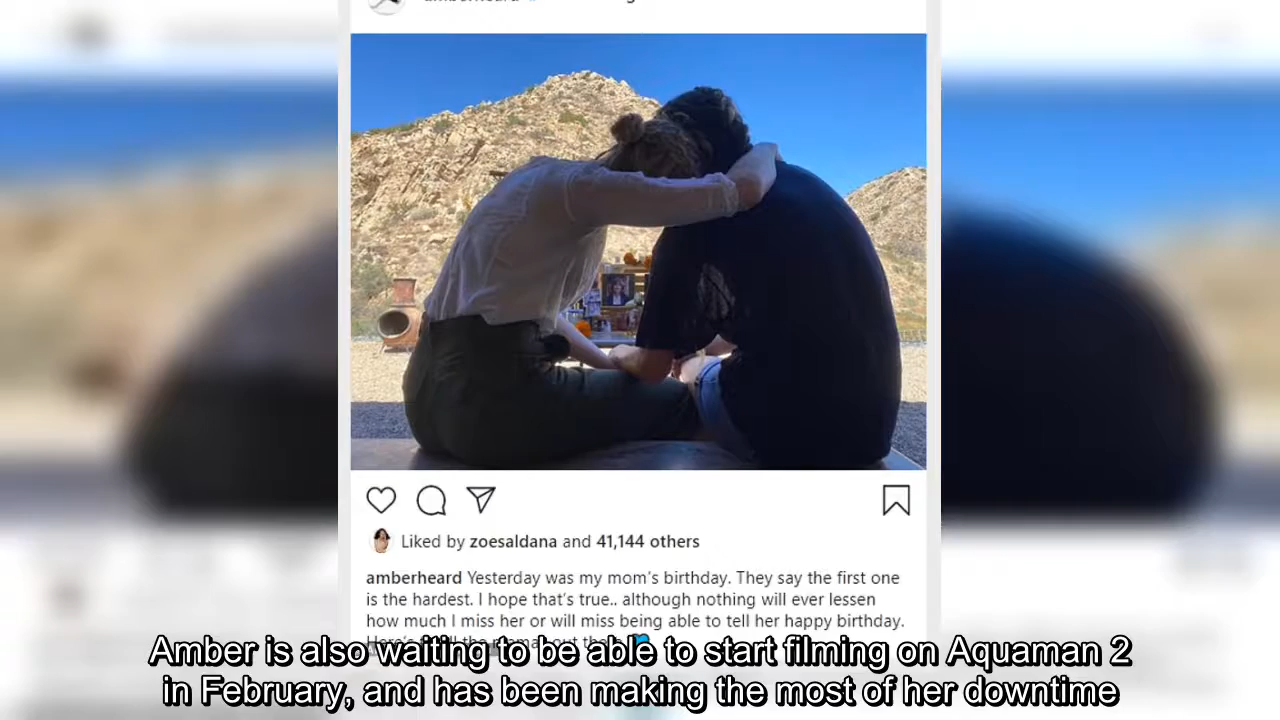 Liked by zoesaldana and 41,144 others
amberheard Yesterday was my mom's birthday. They say the first one
is the hardest. I hope that's true.. although nothing will ever lessen
how much I miss her or will miss being able to tell her happy birthday.
Amber is also waiting to be able to start filming on Aquaman 2
in February, and has been making the most of her downtime